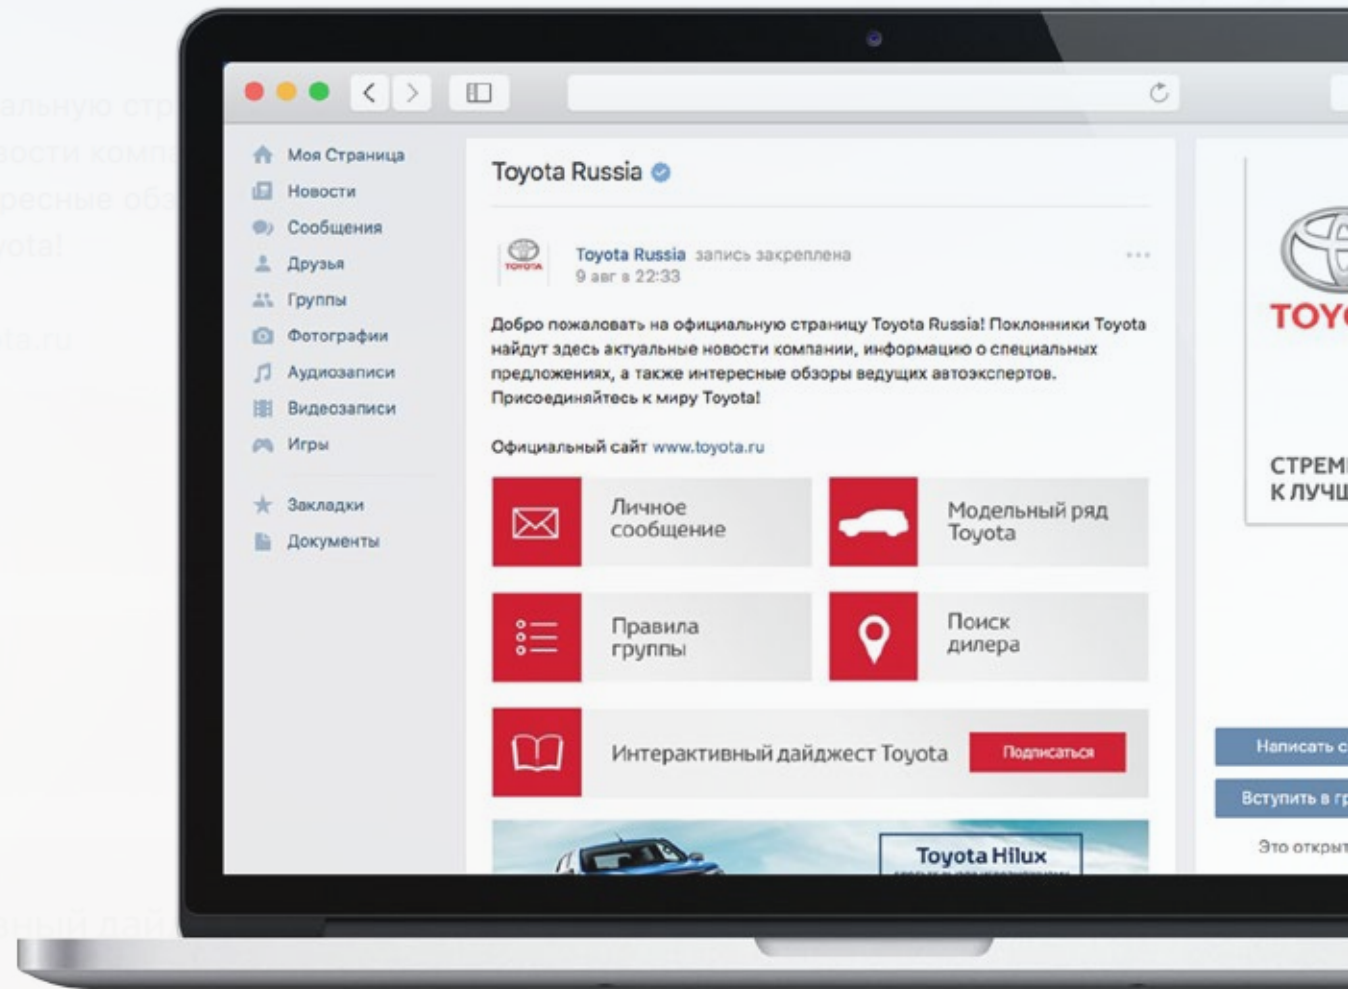 Моя Страница
Новости
Сообщения
Друзья
Группы
Фотографии
Аудиозаписи
Видеозаписи
Игры
Закладки
Документы
Toyota Russia
TOYOTA
Toyota Russia запись закреплена
9 авг в 22:33
Добро пожаловать на официальную страницу Toyota Russia! Поклонники Toyota
найдут здесь актуальные новости компании, информацию о специальных
предложениях, а также интересные обзоры ведущих автоэкспертов.
Присоединяйтесь к миру Toyota!
Официальный сайт www.toyota.ru
Личное
сообщение
Модельный ряд
Toyota
Правила
группы
Поиск
дилера
Интерактивный дайджест Toyota
Подписаться
Toyota Hilux
К
Написать
Вступить в
Это